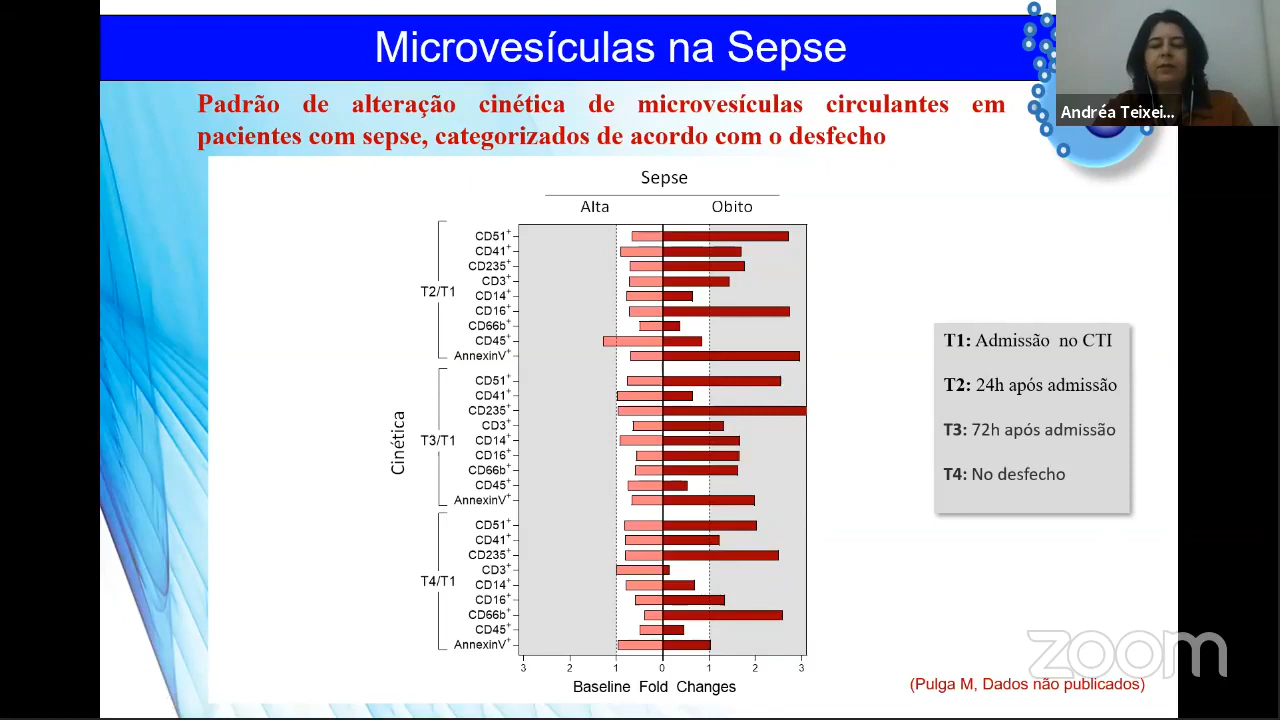 Microvesículas na Sepse
Andréa Teixei...
Padrão de alteração cinética de microvesículas circulantes em
pacientes com sepse, categorizados de acordo com o desfecho
Sepse
Alta Obito
Cinética
T2/T1
CD51+
CD41+
CD235+
CD3+
CD14+
CD16+
CD66b+
CD45+
AnnexinV+
T3/T1
CD51+
CD41+
CD235+
CD3+
CD14+
CD16+
CD66b+
CD45+
AnnexinV+
T4/T1
CD51+
CD41+
CD235+
CD3+
CD14+
CD16+
CD66b+
CD45+
AnnexinV+
3 2 1 0 1 2 3
Baseline Fold Changes
T1: Admissão no CTI
T2: 24h após admissão
T3: 72h após admissão
T4: No desfecho
zoom
(Pulga M, Dados não publicados)